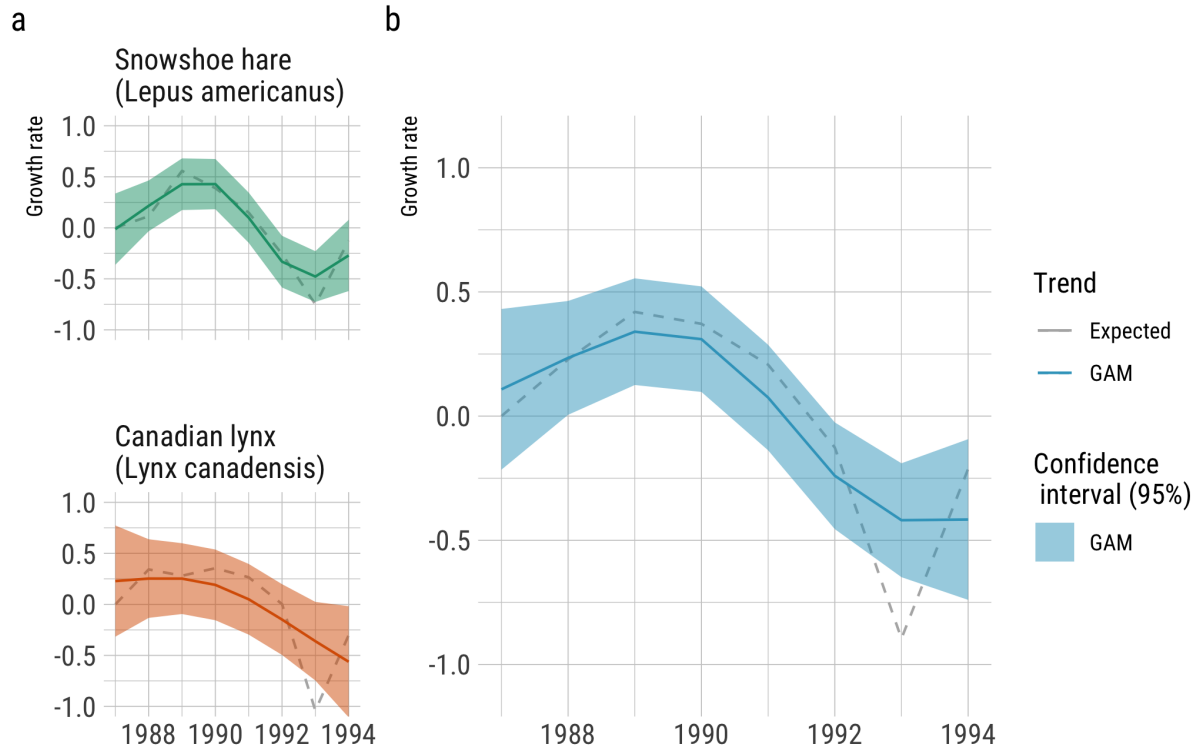 a
Snowshoe hare
(Lepus americanus)
Growth rate
1.0
0.5
0.0
-0.5
-1.0
Canadian lynx
(Lynx canadensis)
1.0
0.5
0.0
-0.5
-1.0
1988 1990 1992 1994
b
Growth rate
1.0
0.5
0.0
-0.5
-1.0
1988 1990 1992 1994
Trend
Expected
GAM
Confidence
interval (95%)
GAM